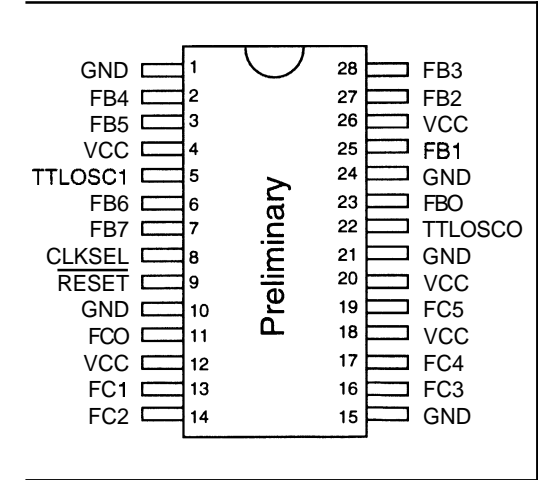 GND 1 28 FB3
FB4 2 27 FB2
FB5 3 26 VCC
VCC 4 25 FB1
TTLOSC1 5 24 GND
FB6 6 23 FBO
FB7 7 22 TTLOSCO
CLKSEL 8 21 GND
RESET 9 20 VCC
GND 10 19 FC5
FCO 11 18 VCC
VCC 12 17 FC4
FC1 13 16 FC3
FC2 14 15 GND
Preliminary